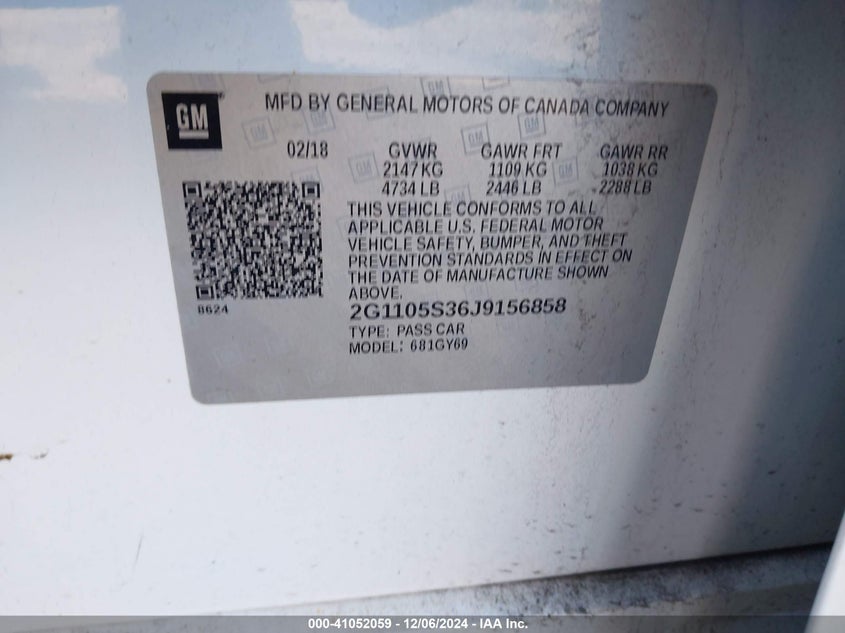 GM
MFD BY GENERAL MOTORS OF CANADA COMPANY
02/18 GVWR GAWR FRT GAWR RR
2147 KG 1109 KG 1038 KG
4734 LB 2446 LB 2288 LB
THIS VEHICLE CONFORMS TO ALL
APPLICABLE U.S. FEDERAL MOTOR
VEHICLE SAFETY, BUMPER, AND THEFT
PREVENTION STANDARDS IN EFFECT ON
THE DATE OF MANUFACTURE SHOWN
ABOVE.
8624
2G1105S36J9156858
TYPE: PASS CAR
MODEL: 681GY69
000-41052059 - 12/06/2024 - IAA Inc.